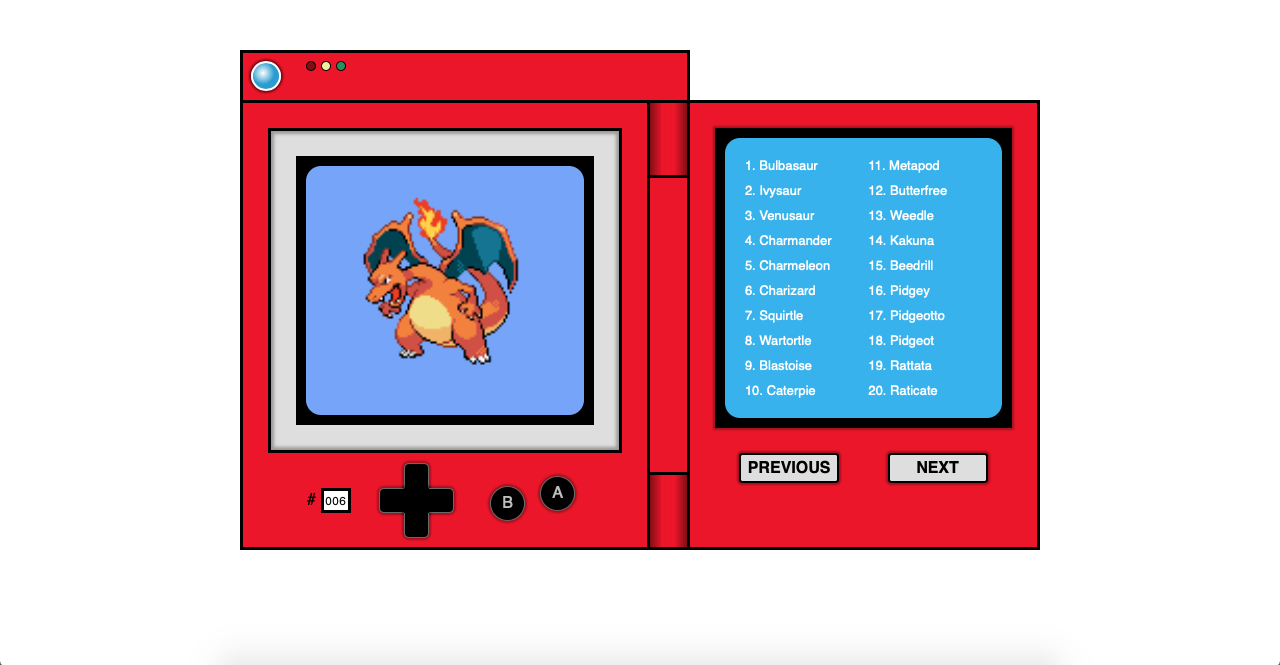 1. Bulbasaur
2. Ivysaur
3. Venusaur
4. Charmander
5. Charmeleon
6. Charizard
7. Squirtle
8. Wartortle
9. Blastoise
10. Caterpie
11. Metapod
12. Butterfree
13. Weedle
14. Kakuna
15. Beedrill
16. Pidgey
17. Pidgeotto
18. Pidgeot
19. Rattata
20. Raticate
# 006
B A
PREVIOUS NEXT